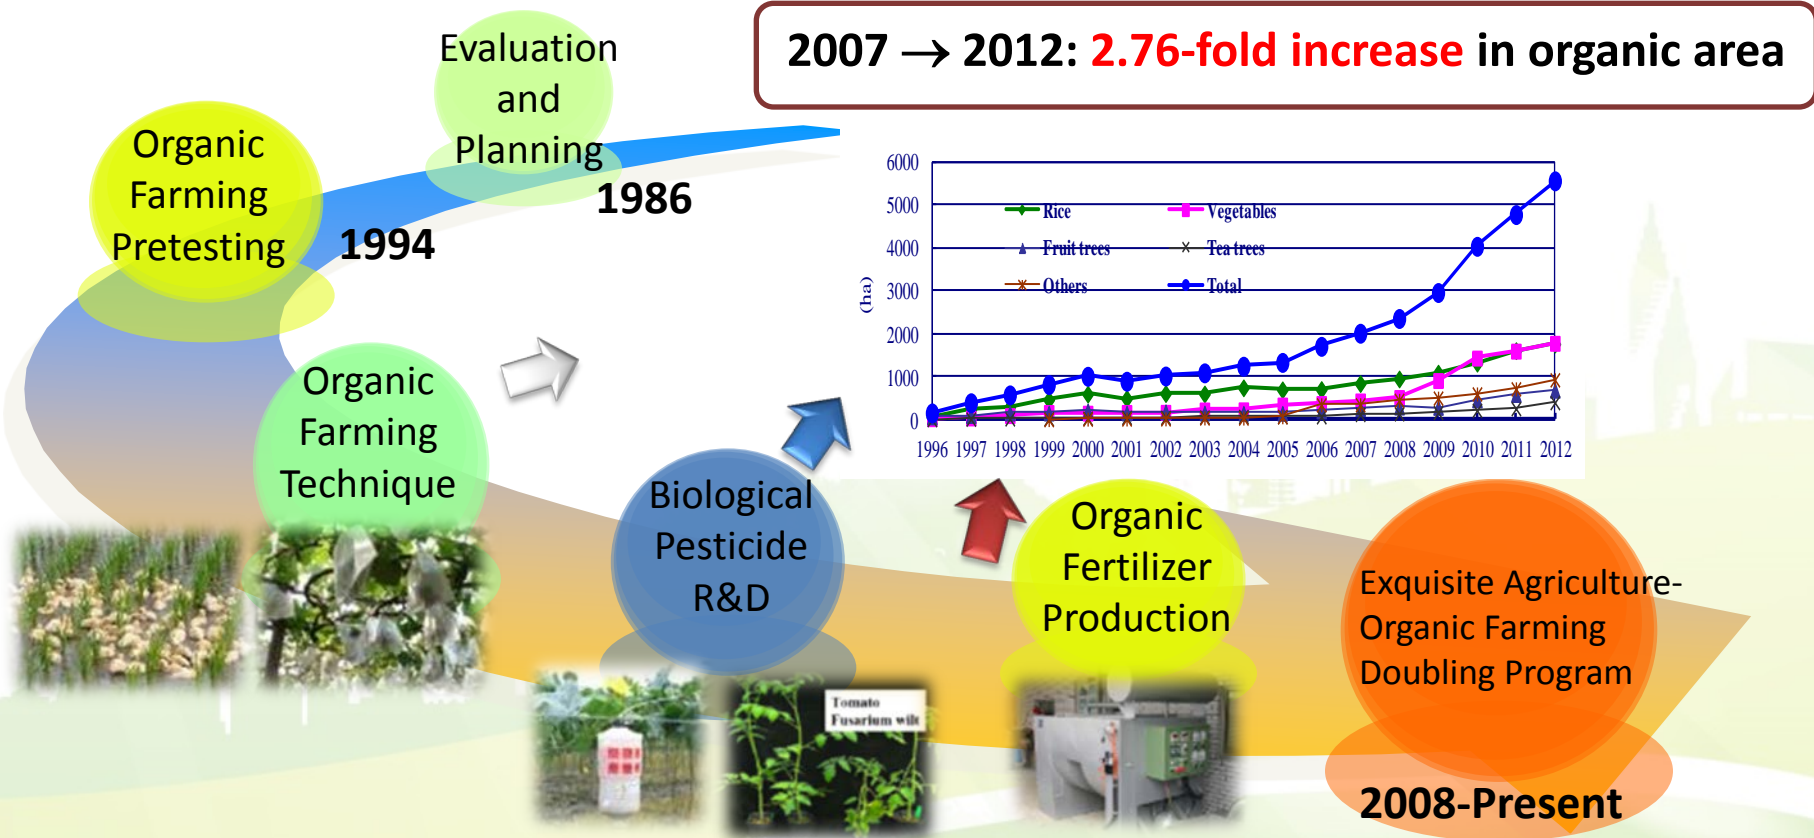 2007 → 2012: 2.76-fold increase in organic area
Evaluation
and
Planning
1986
Organic
Farming
Pretesting
1994
6000
5000
4000
3000
2000
1000
0
(ha)
Rice
Vegetables
Fruit trees
Tea trees
Others
Total
1996 1997 1998 1999 2000 2001 2002 2003 2004 2005 2006 2007 2008 2009 2010 2011 2012
Organic
Farming
Technique
Biological
Pesticide
R&D
Organic
Fertilizer
Production
Exquisite Agriculture-
Organic Farming
Doubling Program
2008-Present
Tomato
Fusarium wilt